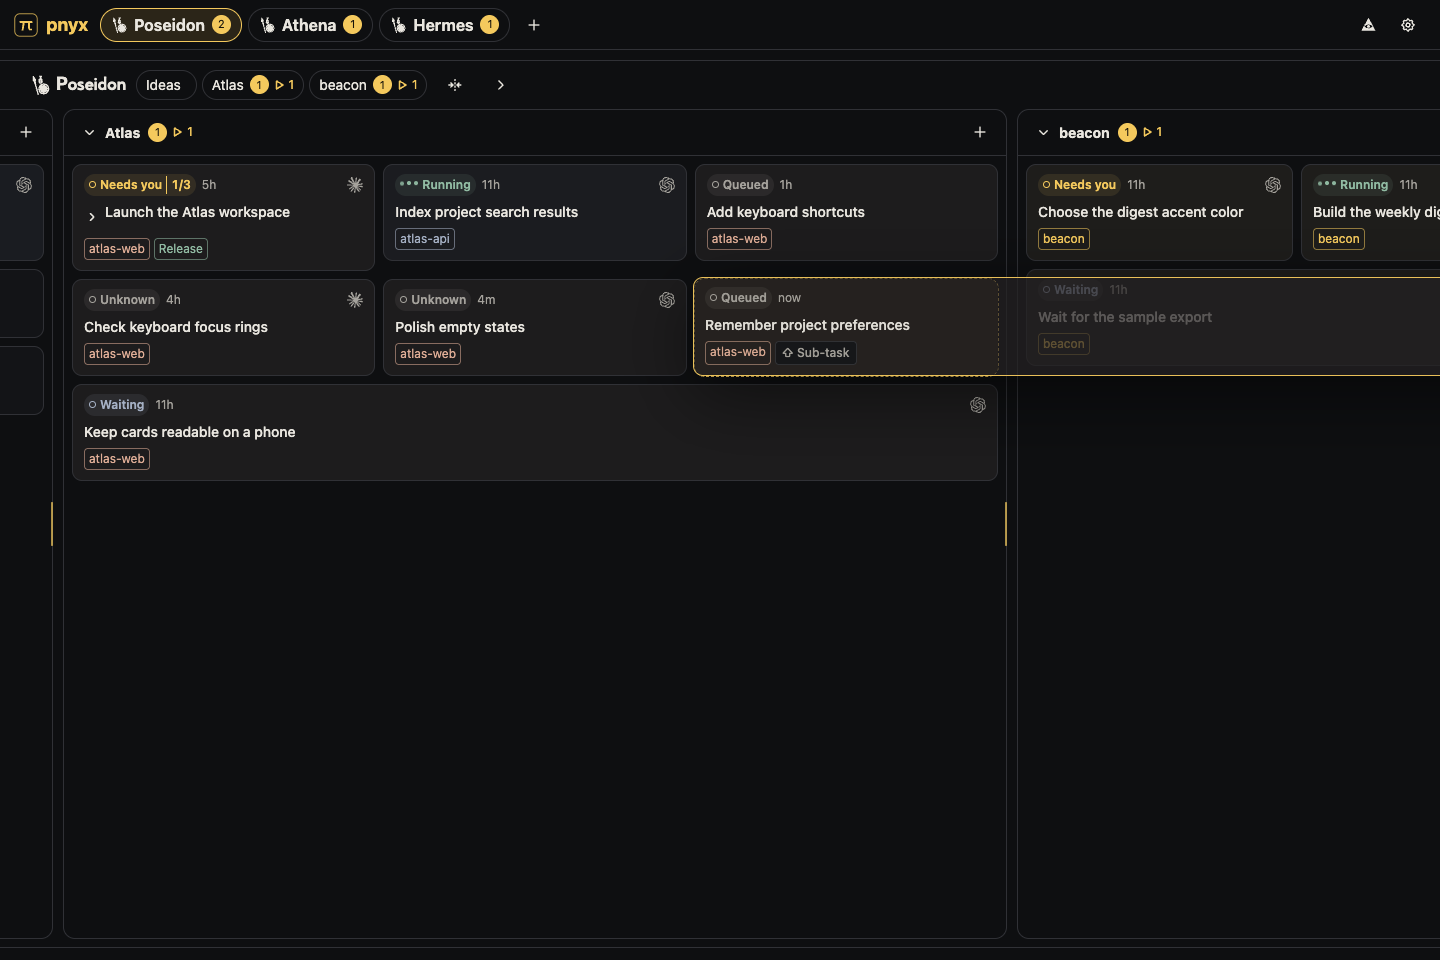 π pnyx Poseidon 2 Athena 1 Hermes 1
Poseidon Ideas Atlas 1 1 beacon 1 1
Atlas 1 1
Needs you 1/3 5h
Launch the Atlas workspace
atlas-web Release
Running 11h
Index project search results
atlas-api
Queued 1h
Add keyboard shortcuts
atlas-web
Unknown 4h
Check keyboard focus rings
atlas-web
Unknown 4m
Polish empty states
atlas-web
Queued now
Remember project preferences
atlas-web Sub-task
Waiting 11h
Keep cards readable on a phone
atlas-web
beacon 1 1
Needs you 11h
Choose the digest accent color
beacon
Running 11h
Build the weekly
beacon
Waiting 11h
Wait for the sample export
beacon